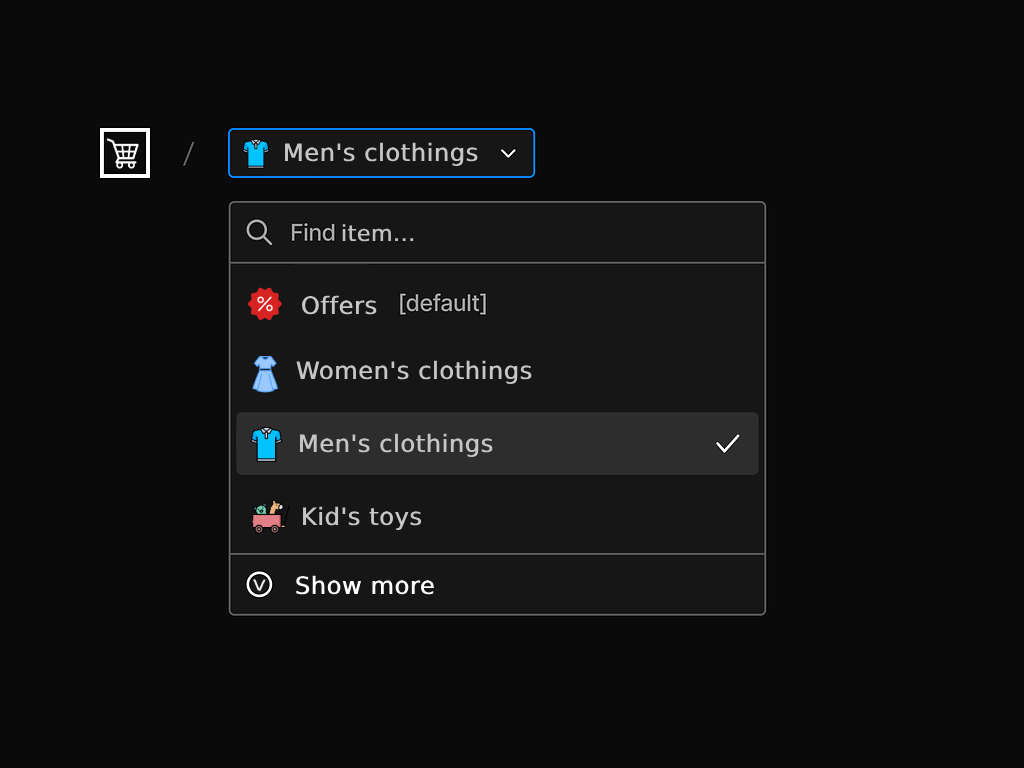 / Men's clothings
Find item...
% Offers [default]
Women's clothings
Men's clothings
Kid's toys
V Show more